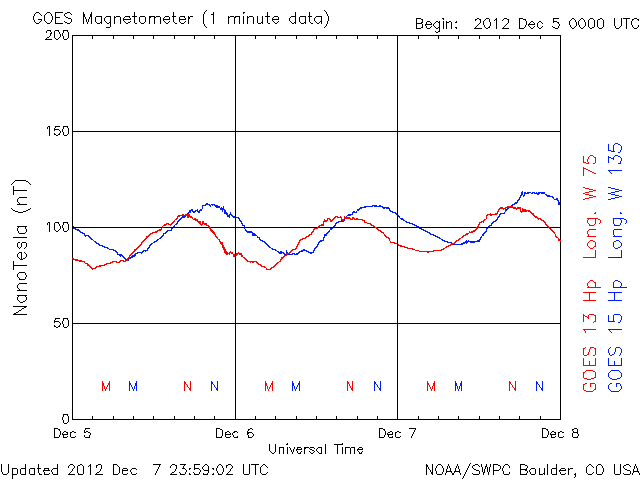 GOES Magnetometer (1 minute data)
Begin: 2012 Dec 5 0000 UTC
200
150
100
50
0
NanoTesla (nT)
M M N N M M N N M M N N
Dec 5 Dec 6 Dec 7 Dec 8
Universal Time
GOES 13 Hp Long. W 75
GOES 15 Hp Long. W 135
Updated 2012 Dec 7 23:59:02 UTC
NOAA/SWPC Boulder, CO USA